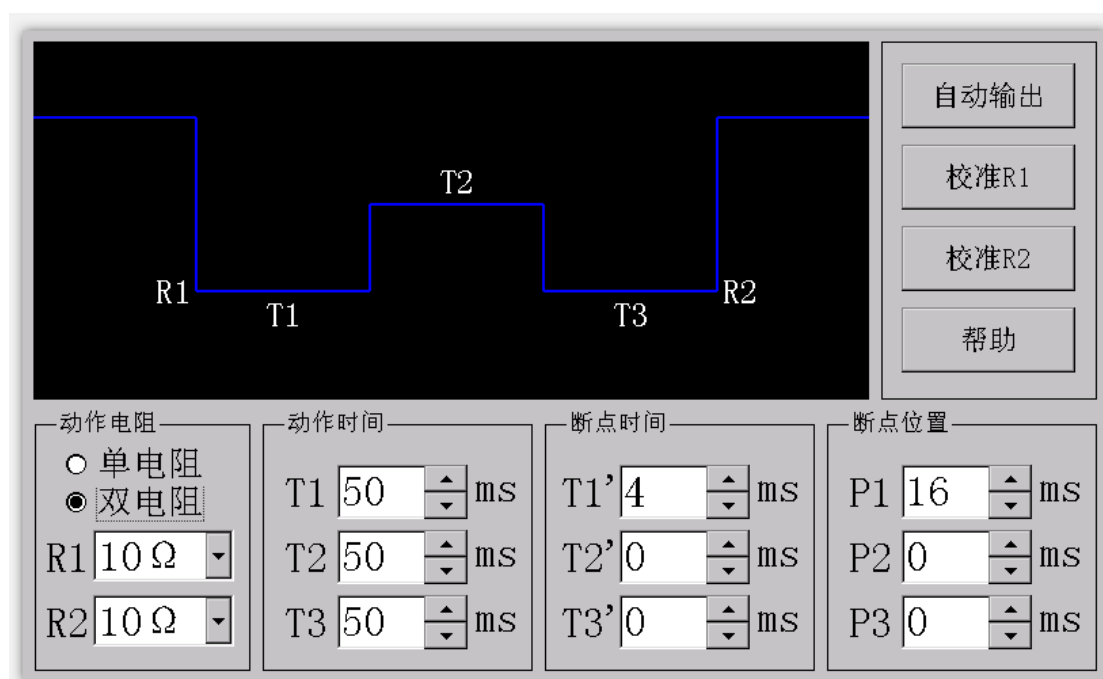 T2
R1
T1
T3
R2
自动输出
校准R1
校准R2
帮助
动作电阻
单电阻
双电阻
R1 10Ω
R2 10Ω
动作时间
T1 50 ms
T2 50 ms
T3 50 ms
断点时间
T1’ 4 ms
T2’ 0 ms
T3’ 0 ms
断点位置
P1 16 ms
P2 0 ms
P3 0 ms